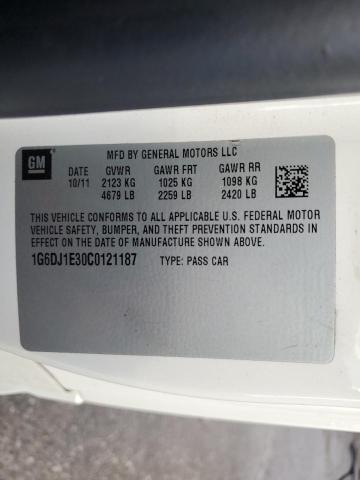 GM
MFD BY GENERAL MOTORS LLC
DATE GVWR GAWR FRT GAWR RR
10/11 2123 KG 1025 KG 1098 KG
4679 LB 2259 LB 2420 LB
THIS VEHICLE CONFORMS TO ALL APPLICABLE U.S. FEDERAL MOTOR
VEHICLE SAFETY, BUMPER, AND THEFT PREVENTION STANDARDS IN
EFFECT ON THE DATE OF MANUFACTURE SHOWN ABOVE.
1G6DJ1E30C0121187 TYPE: PASS CAR